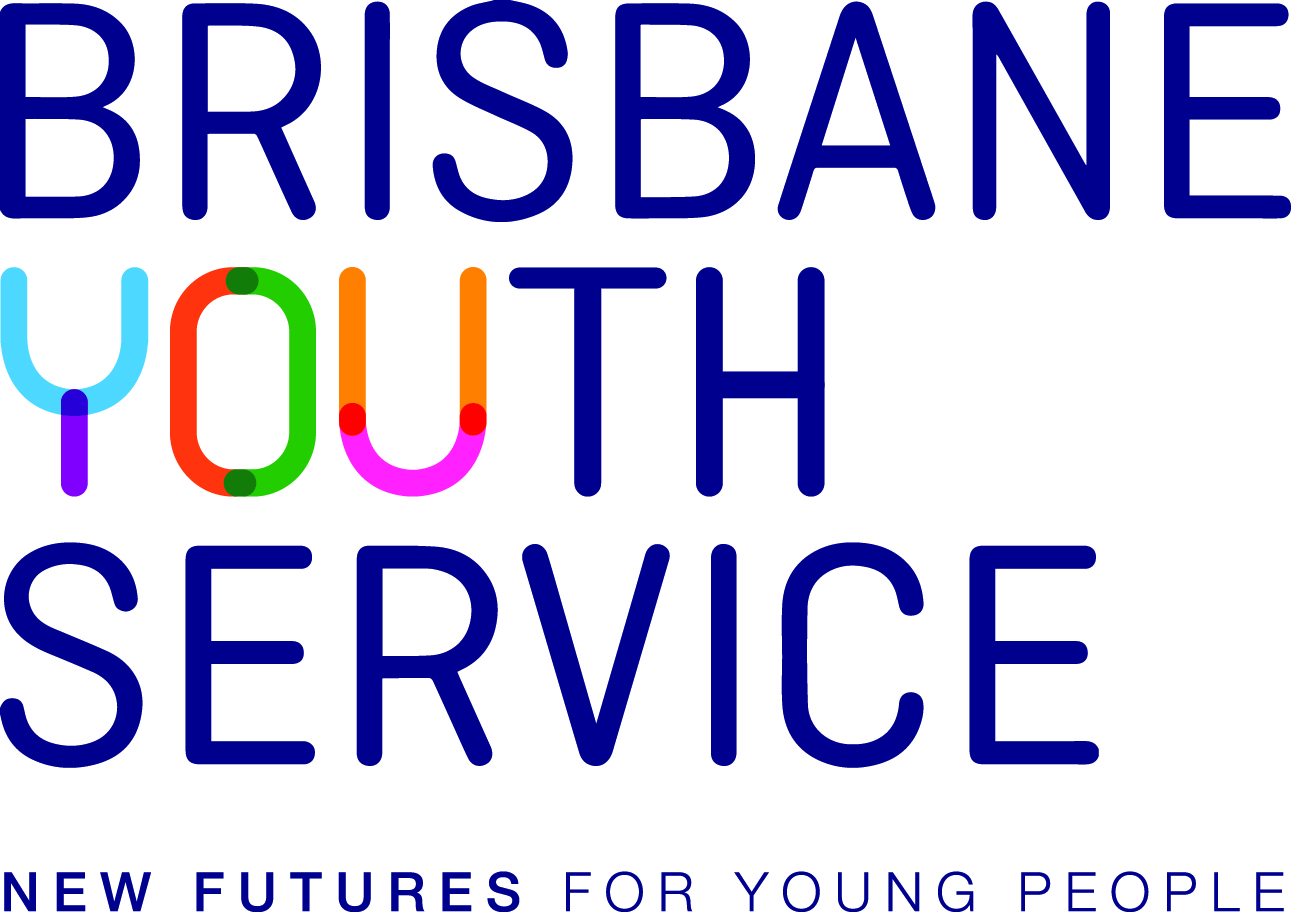 BRISBANE
YOUTH
SERVICE
NEW FUTURES FOR YOUNG PEOPLE